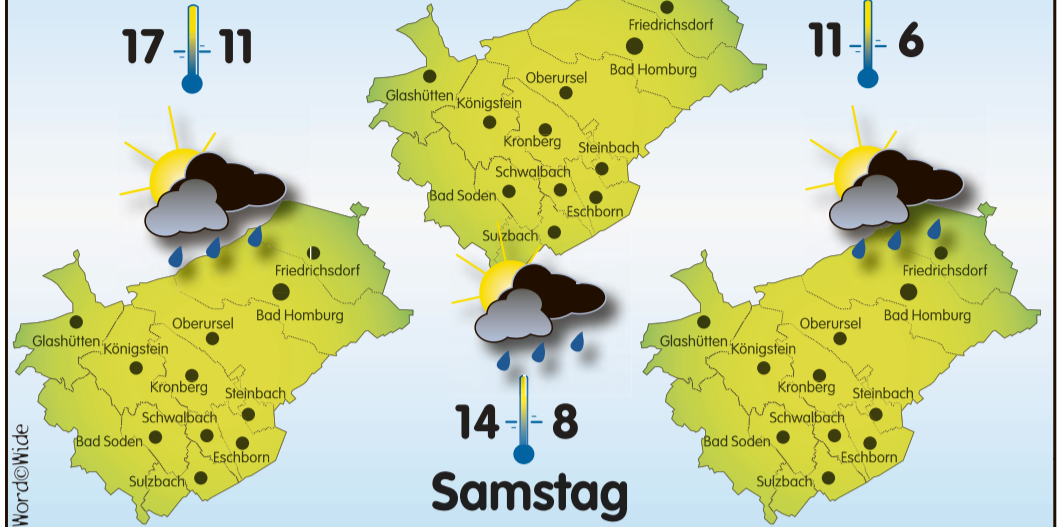 17 11
Friedrichsdorf
Bad Homburg
Oberursel
Glashütten
Königstein
Kronberg
Steinbach
Schwalbach
Bad Soden
Eschborn
Sulzbach
11 6
Friedrichsdorf
Bad Homburg
Oberursel
Glashütten
Königstein
Kronberg
Steinbach
Schwalbach
Bad Soden
Eschborn
Sulzbach
14 8
Samstag
Friedrichsdorf
Bad Homburg
Oberursel
Glashütten
Königstein
Kronberg
Steinbach
Schwalbach
Bad Soden
Eschborn
Sulzbach
Word©Wide